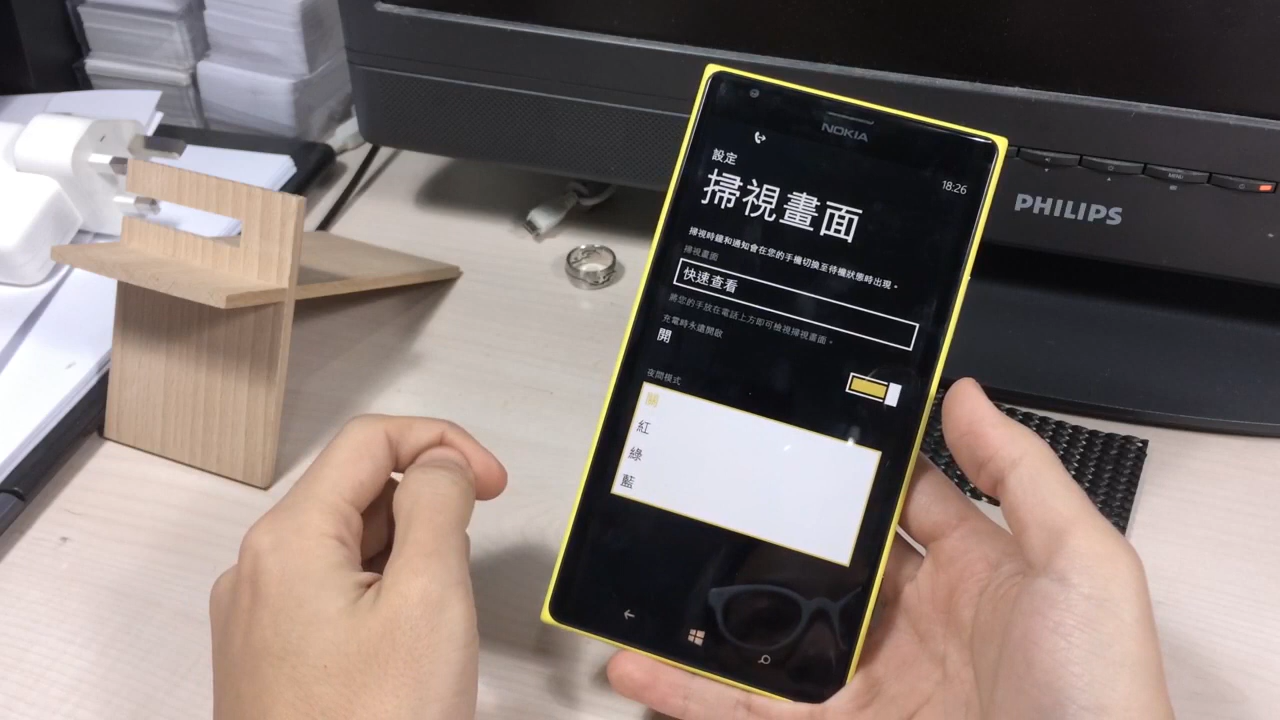 NOKIA
設定
18:26
掃視畫面
掃視時鐘和通知會在您的手機切換至待機狀態時出現。
掃視畫面
快速查看
將您的手放在電話上方即可檢視掃視畫面。
充電時永遠開啟
開
夜間模式
關
紅
綠
藍
PHILIPS
MENU